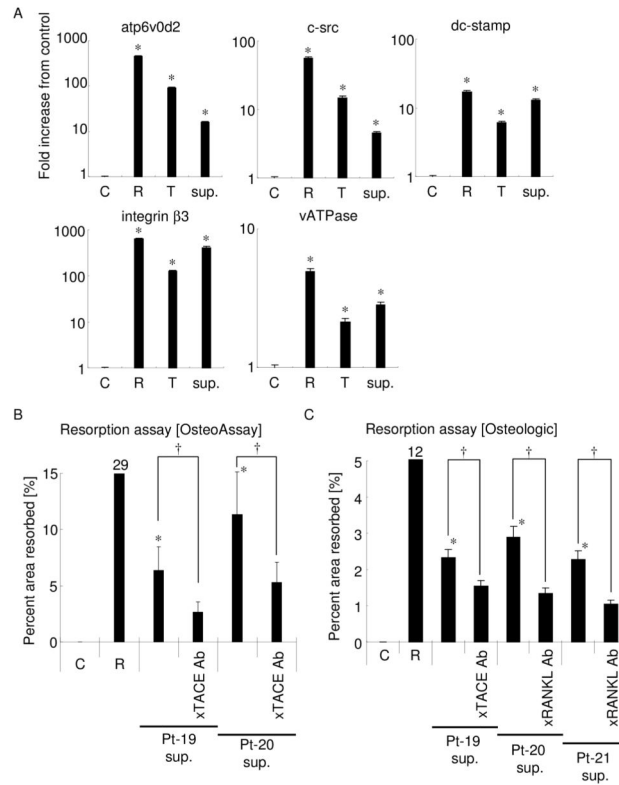 A
atp6v0d2
c-src
dc-stamp
Fold increase from control
1000
100
10
1
*
*
*
C R T sup.
100
10
1
*
*
*
C R T sup.
100
10
1
*
*
*
C R T sup.
integrin β3
vATPase
1000
100
10
1
*
*
*
C R T sup.
10
1
*
*
*
C R T sup.
B
Resorption assay [OsteoAssay]
Percent area resorbed [%]
15
10
5
0
29
†
†
*
*
C R
xTACE Ab
xTACE Ab
Pt-19
sup.
Pt-20
sup.
C
Resorption assay [Osteologic]
Percent area resorbed [%]
5
4
3
2
1
0
12
†
†
†
*
*
*
C R
xTACE Ab
xRANKL Ab
xRANKL Ab
Pt-19
sup.
Pt-20
sup.
Pt-21
sup.